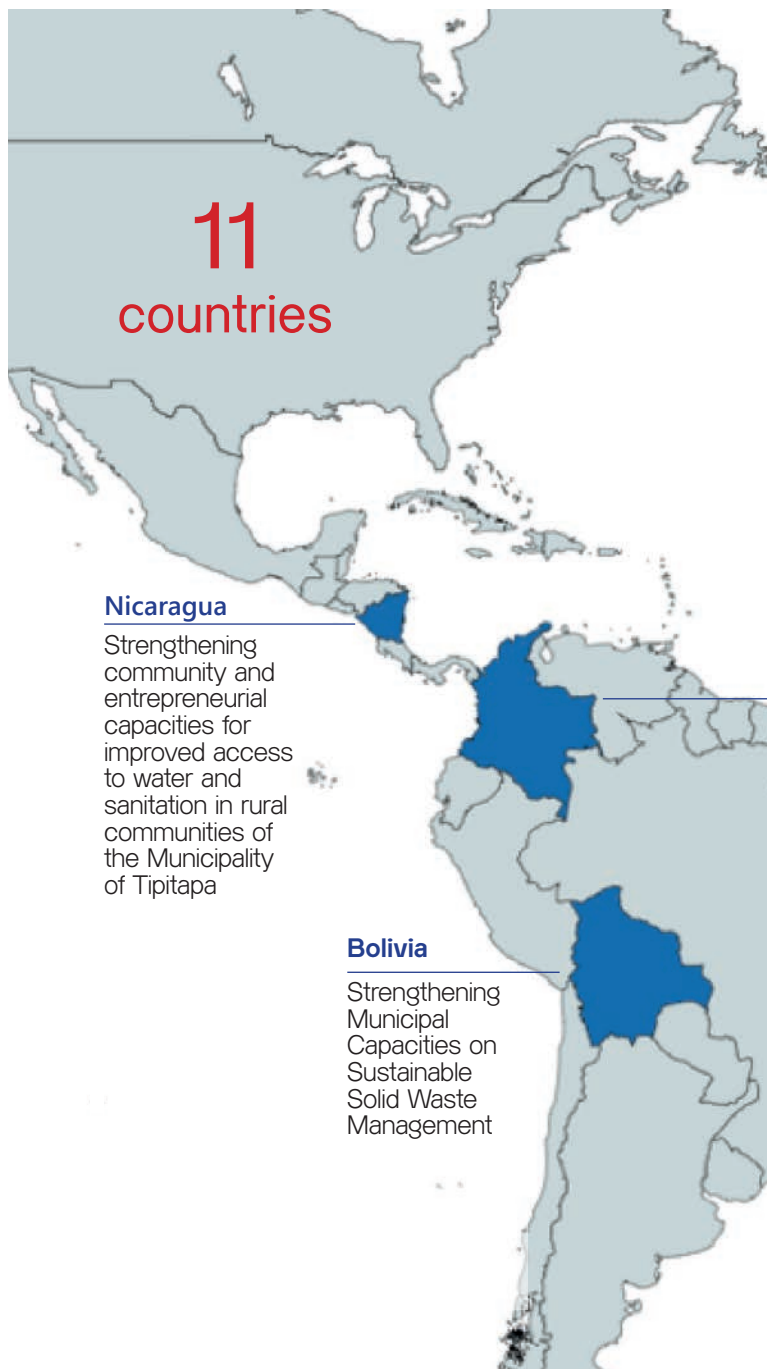 11
countries
Nicaragua
Strengthening
community and
entrepreneurial
capacities for
improved access
to water and
sanitation in rural
communities of
the Municipality
of Tipitapa
Bolivia
Strengthening
Municipal
Capacities on
Sustainable
Solid Waste
Management